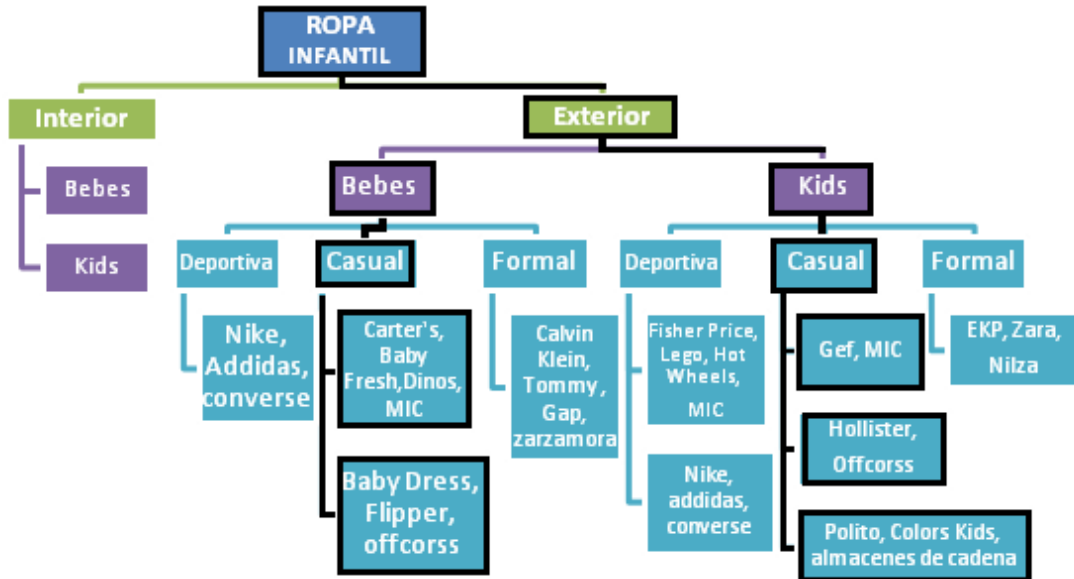 ROPA
INFANTIL
Interior
Exterior
Bebes
Kids
Bebes
Kids
Deportiva
Casual
Formal
Deportiva
Casual
Formal
Nike,
Addidas,
converse
Carter's,
Baby
Fresh,Dinos,
MIC
Baby Dress,
Flipper,
offcorss
Calvin
Klein,
Tommy,
Gap,
zarzamora
Fisher Price,
Lego, Hot
Wheels,
MIC
Nike,
addidas,
converse
Gef, MIC
Hollister,
Offcorss
Polito, Colors Kids,
almacenes de cadena
EKP, Zara,
Nilza